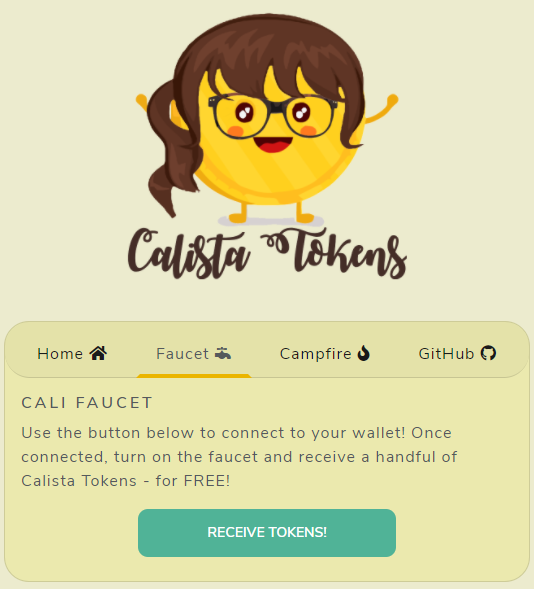 Calista Tokens
Home Faucet Campfire GitHub
CALI FAUCET
Use the button below to connect to your wallet! Once
connected, turn on the faucet and receive a handful of
Calista Tokens - for FREE!
RECEIVE TOKENS!